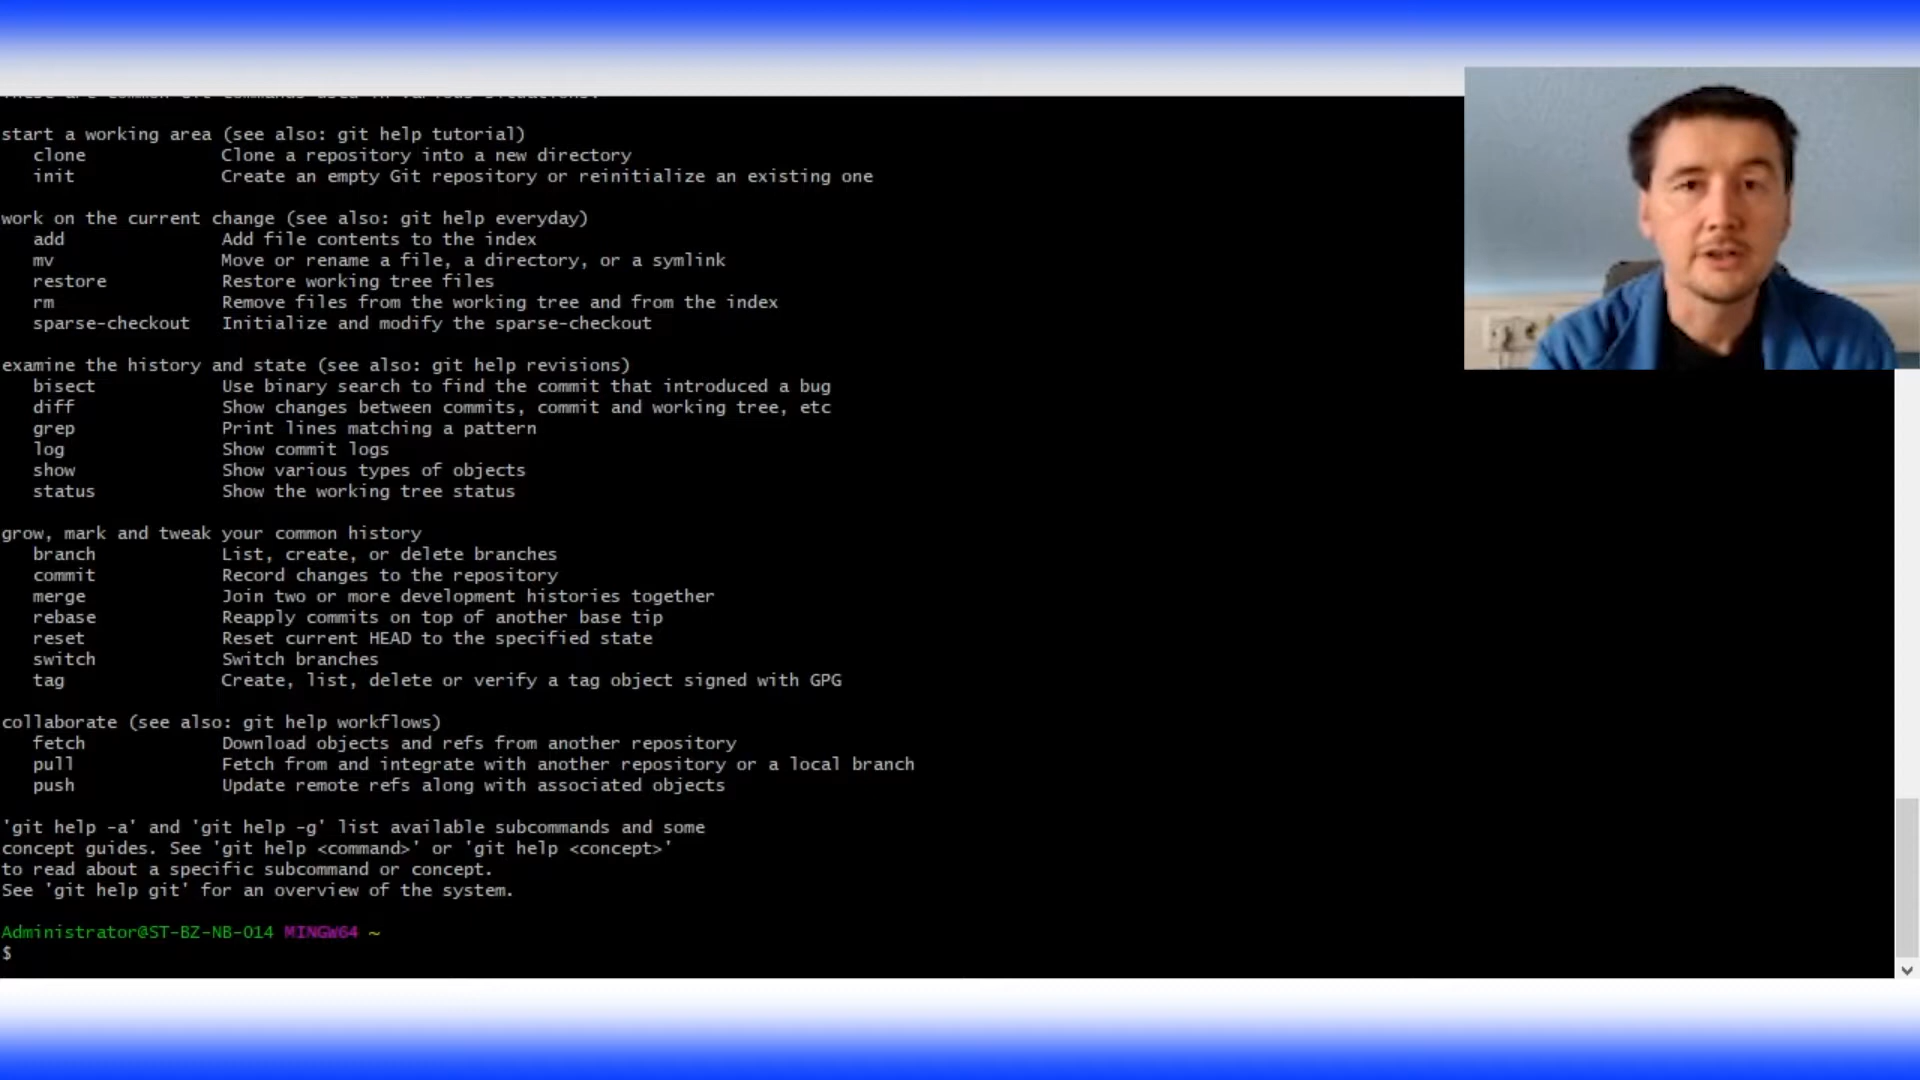 These are common Git commands used in various situations:
start a working area (see also: git help tutorial)
clone Clone a repository into a new directory
init Create an empty Git repository or reinitialize an existing one
work on the current change (see also: git help everyday)
add Add file contents to the index
mv Move or rename a file, a directory, or a symlink
restore Restore working tree files
rm Remove files from the working tree and from the index
sparse-checkout Initialize and modify the sparse-checkout
examine the history and state (see also: git help revisions)
bisect Use binary search to find the commit that introduced a bug
diff Show changes between commits, commit and working tree, etc
grep Print lines matching a pattern
log Show commit logs
show Show various types of objects
status Show the working tree status
grow, mark and tweak your common history
branch List, create, or delete branches
commit Record changes to the repository
merge Join two or more development histories together
rebase Reapply commits on top of another base tip
reset Reset current HEAD to the specified state
switch Switch branches
tag Create, list, delete or verify a tag object signed with GPG
collaborate (see also: git help workflows)
fetch Download objects and refs from another repository
pull Fetch from and integrate with another repository or a local branch
push Update remote refs along with associated objects
'git help -a' and 'git help -g' list available subcommands and some
concept guides. See 'git help <command>' or 'git help <concept>'
to read about a specific subcommand or concept.
See 'git help git' for an overview of the system.
Administrator@ST-BZ-NB-014 MINGW64 ~
$